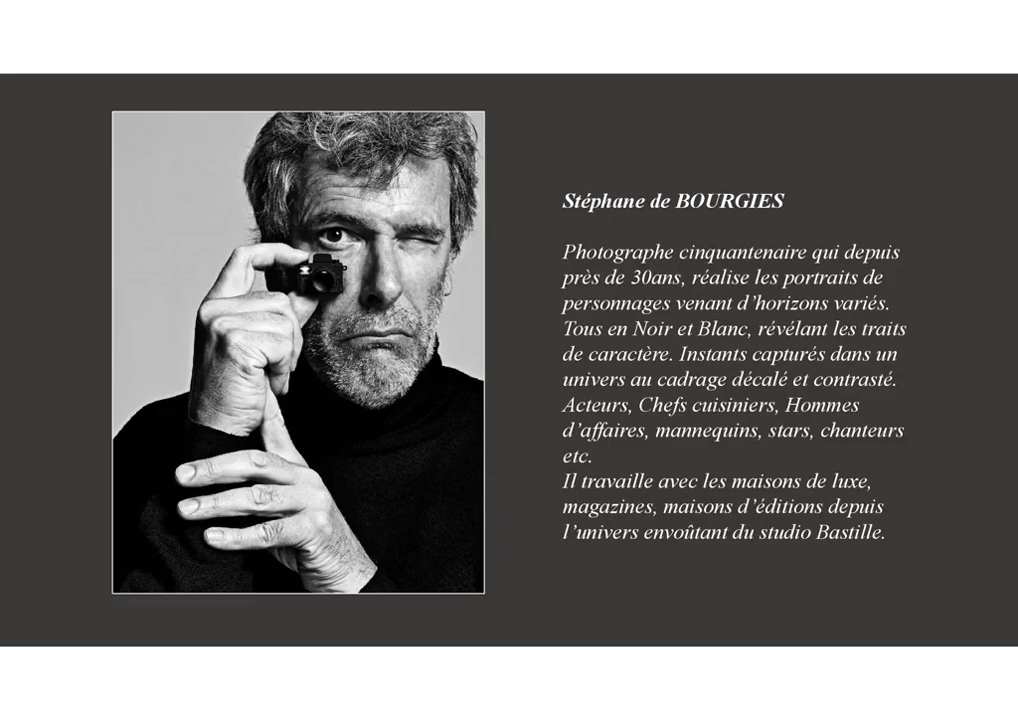 Stéphane de BOURGIES
Photographe cinquantenaire qui depuis
près de 30ans, réalise les portraits de
personnages venant d’horizons variés.
Tous en Noir et Blanc, révélant les traits
de caractère. Instants capturés dans un
univers au cadrage décalé et contrasté.
Acteurs, Chefs cuisiniers, Hommes
d’affaires, mannequins, stars, chanteurs
etc.
Il travaille avec les maisons de luxe,
magazines, maisons d’éditions depuis
l’univers envoûtant du studio Bastille.